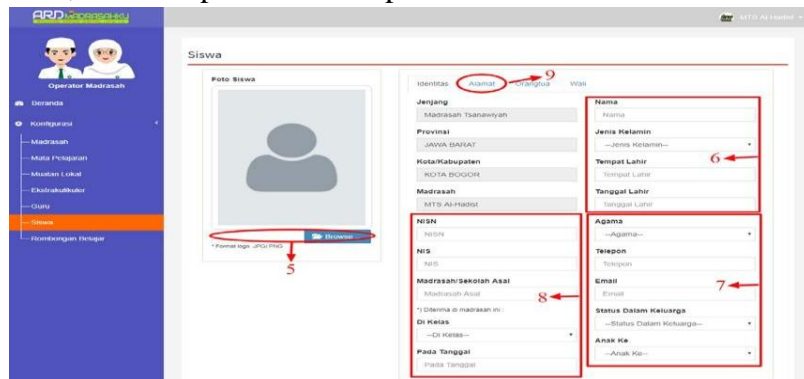 ARD MADRASAHKU
MTS Al-Hadist
Operator Madrasah
Beranda
Konfigurasi
Madrasah
Mata Pelajaran
Muatan Lokal
Ekstrakulikuler
Guru
Siswa
Rombongan Belajar
Siswa
Foto Siswa
Browse
* Format logo JPG/ PNG
5
Identitas Alamat Orangtua Wali
9
Jenjang
Madrasah Tsanawiyah
Provinsi
JAWA BARAT
Kota/Kabupaten
KOTA BOGOR
Madrasah
MTS Al-Hadist
NISN
NISN
NIS
NIS
Madrasah/Sekolah Asal
Madrasah Asal
*) Diterima di madrasah ini :
Di Kelas
--Di Kelas--
Pada Tanggal
Pada Tanggal
8
Nama
Nama
Jenis Kelamin
--Jenis Kelamin--
Tempat Lahir
Tempat Lahir
Tanggal Lahir
Tanggal Lahir
6
Agama
--Agama--
Telepon
Telepon
Email
Email
Status Dalam Keluarga
--Status Dalam Keluarga--
Anak Ke
--Anak Ke--
7